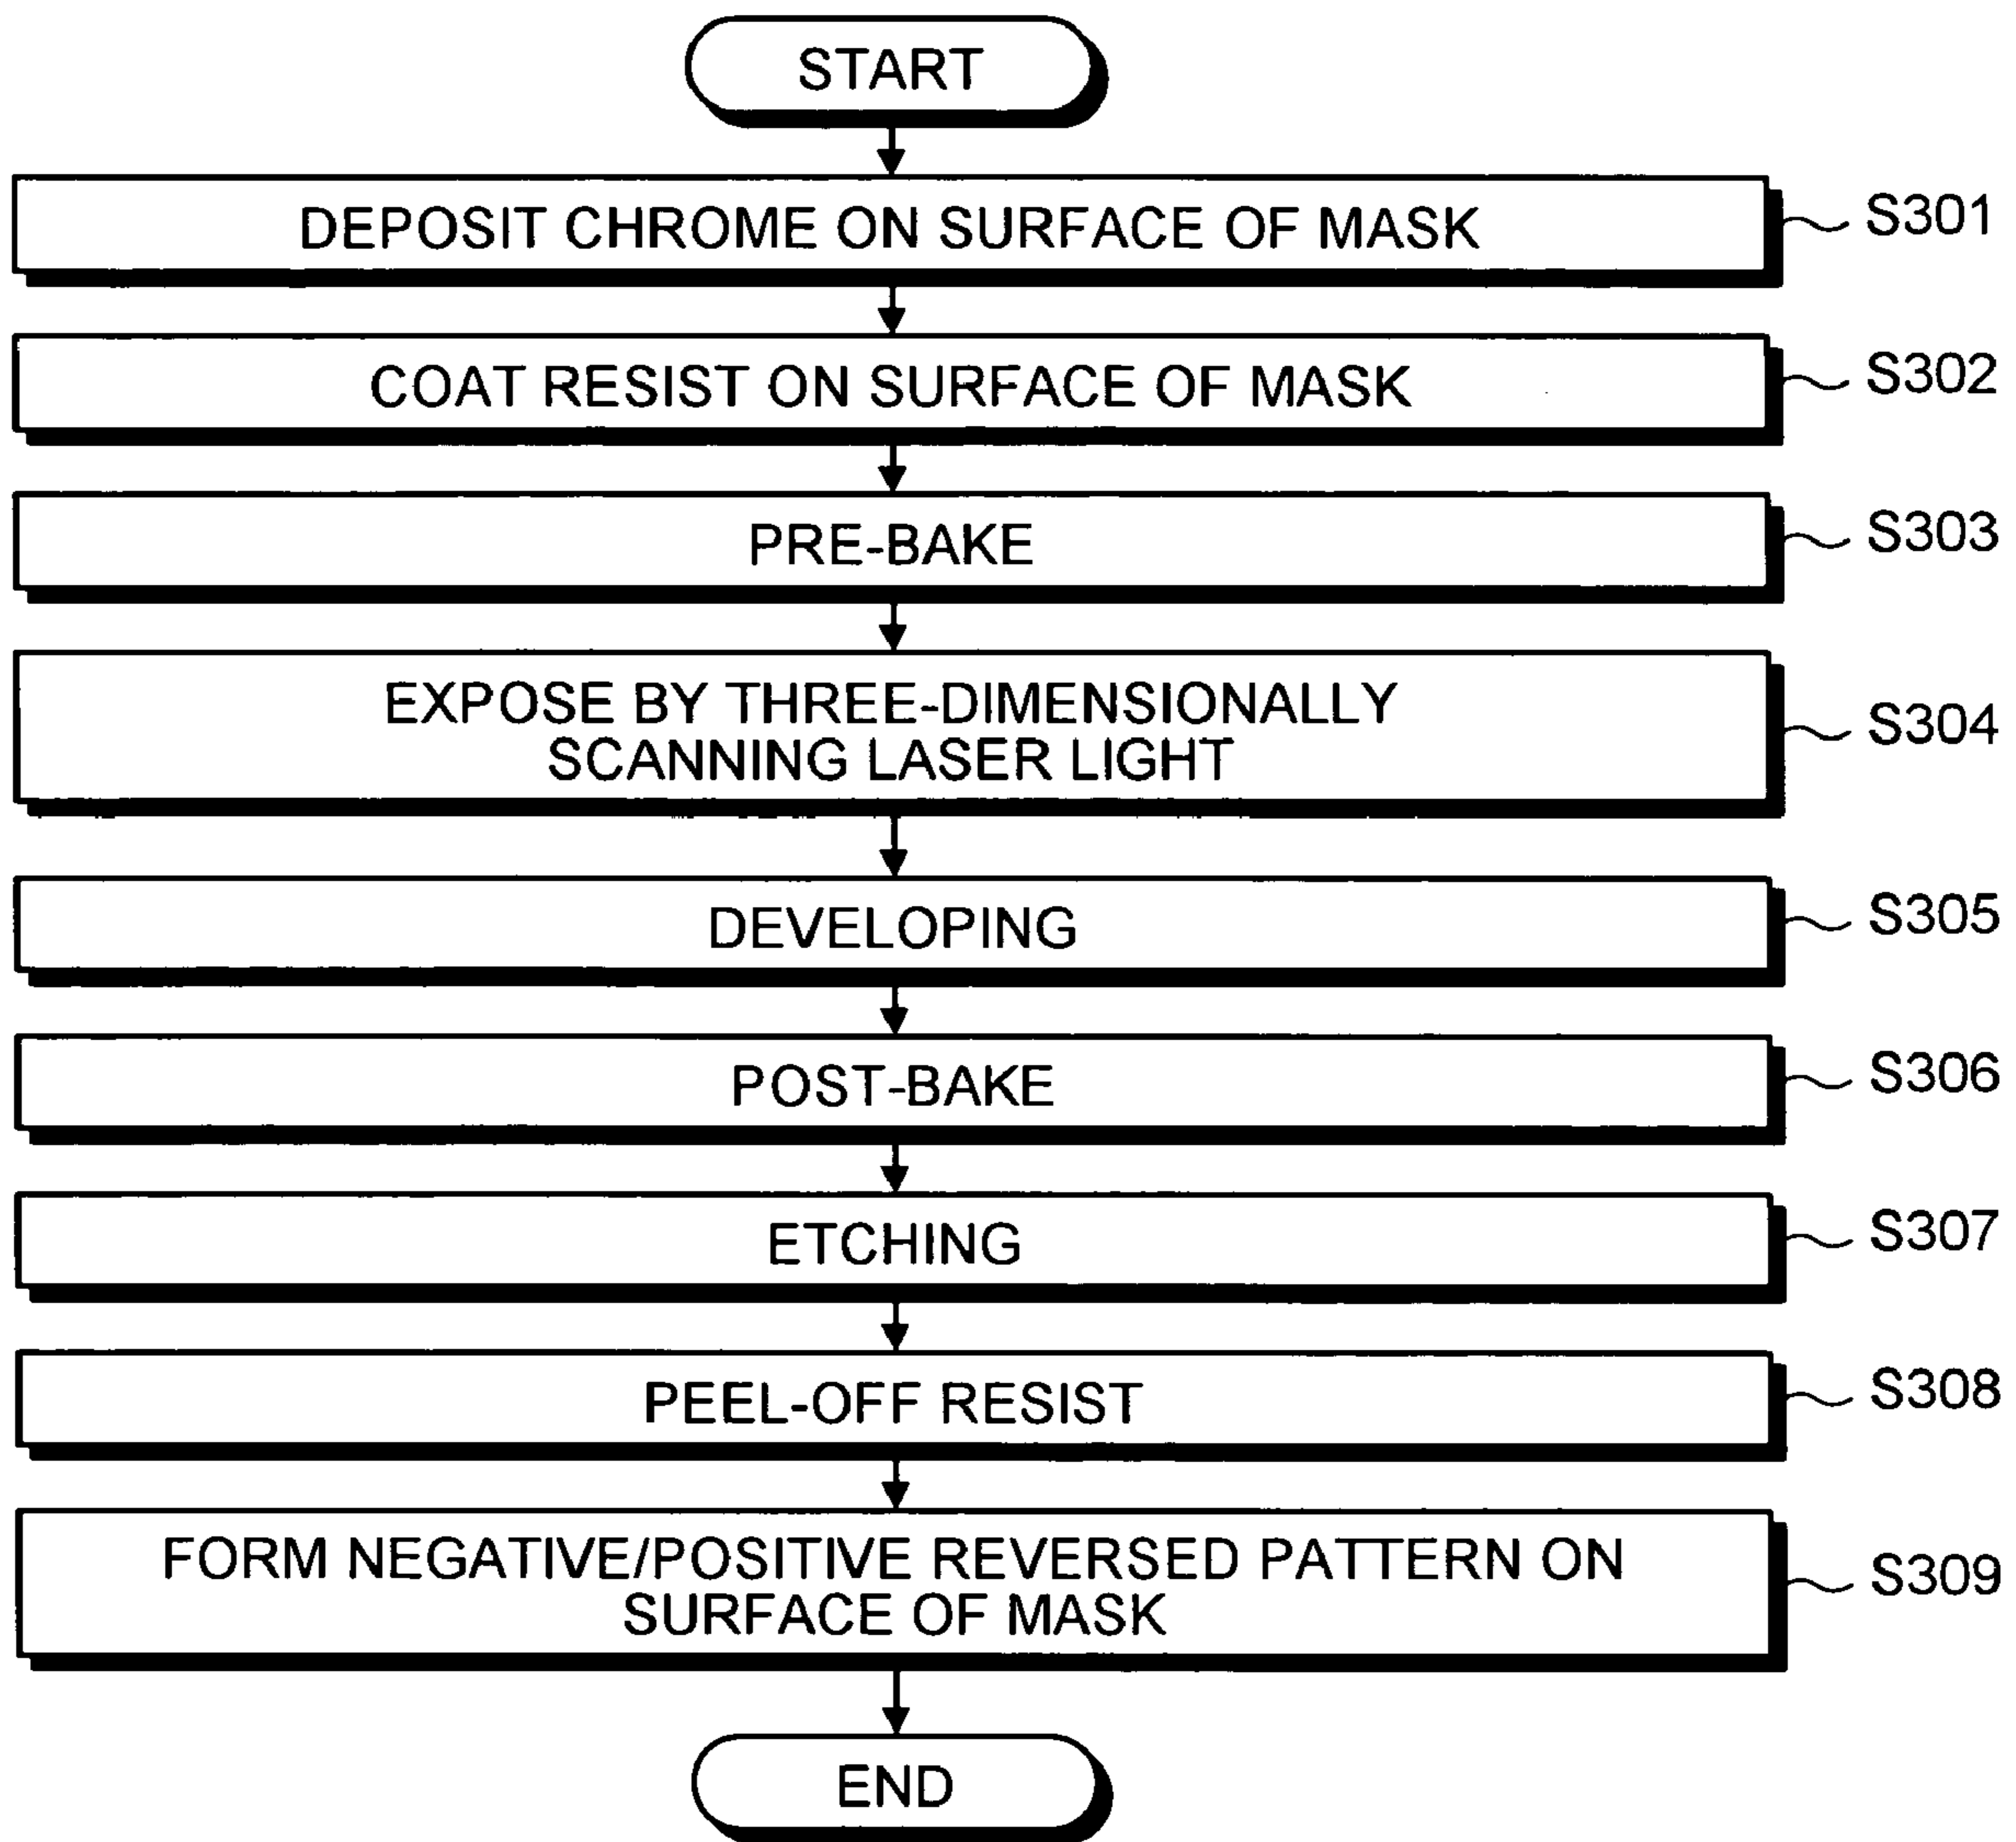 START
DEPOSIT CHROME ON SURFACE OF MASK
S301
COAT RESIST ON SURFACE OF MASK
S302
PRE-BAKE
S303
EXPOSE BY THREE-DIMENSIONALLY
SCANNING LASER LIGHT
S304
DEVELOPING
S305
POST-BAKE
S306
ETCHING
S307
PEEL-OFF RESIST
S308
FORM NEGATIVE/POSITIVE REVERSED PATTERN ON
SURFACE OF MASK
S309
END